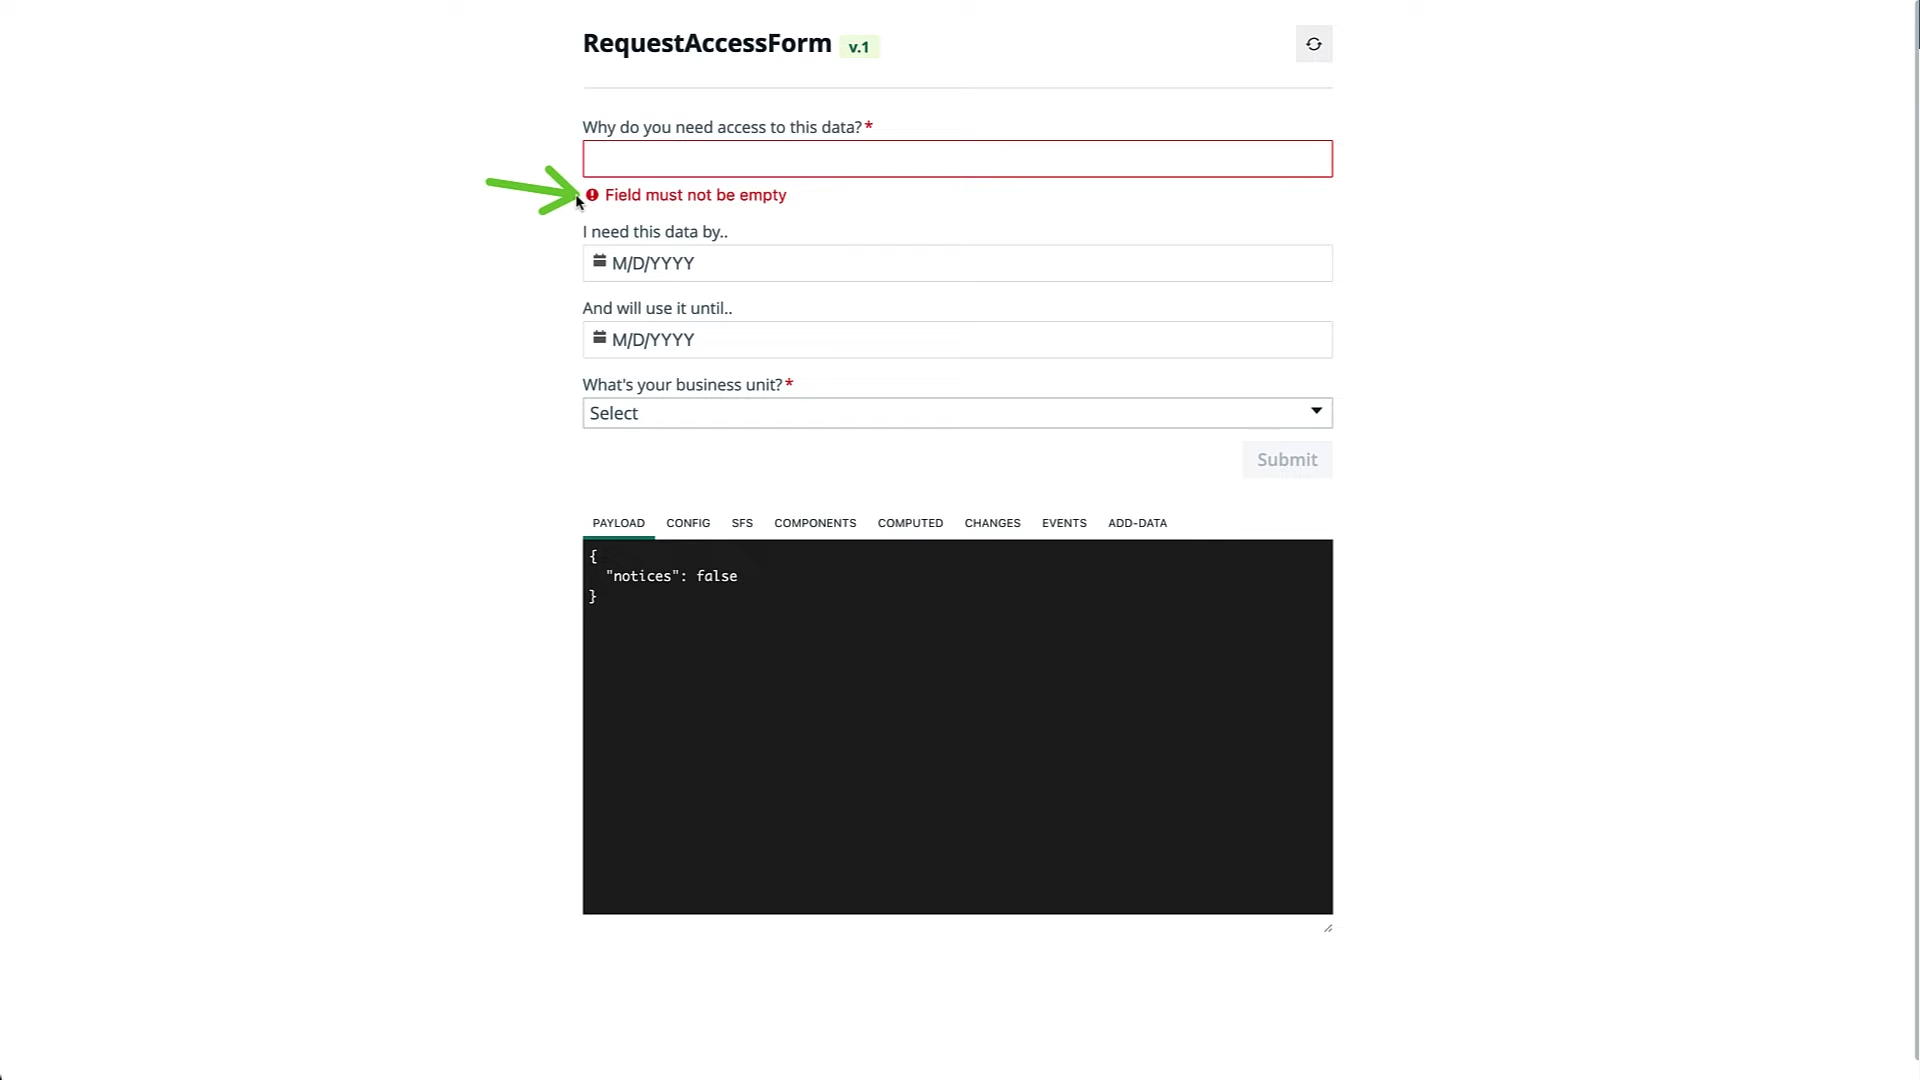 RequestAccessForm v.1
Why do you need access to this data?*
Field must not be empty
I need this data by..
M/D/YYYY
And will use it until..
M/D/YYYY
What's your business unit?*
Select
Submit
PAYLOAD CONFIG SFS COMPONENTS COMPUTED CHANGES EVENTS ADD-DATA
{
"notices": false
}